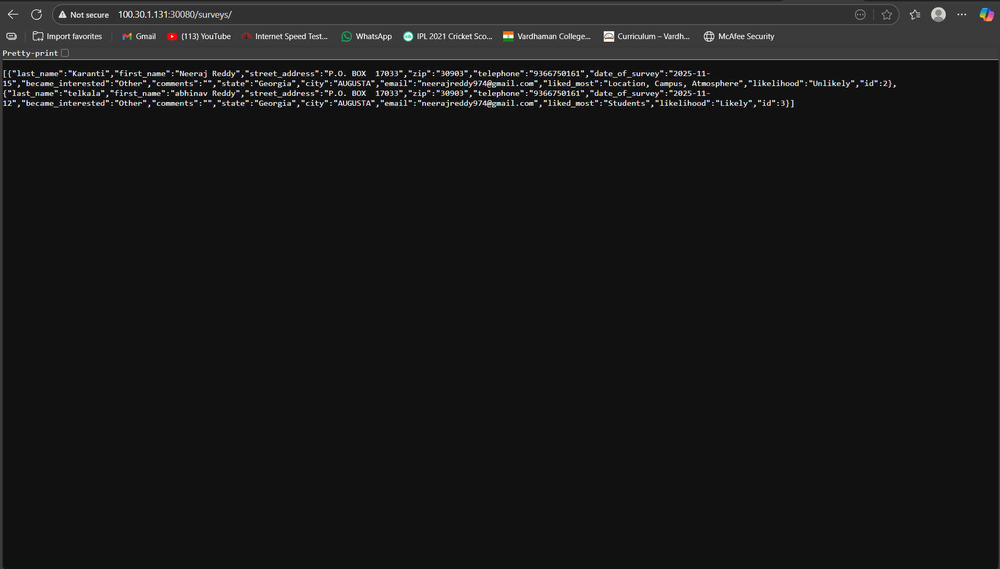 Not secure 100.30.1.131:30080/surveys/
Import favorites Gmail (113) YouTube Internet Speed Test... WhatsApp IPL 2021 Cricket Sco... Vardhaman College... Curriculum – Vardh... McAfee Security
Pretty-print
[{"last_name":"Karanti","first_name":"Neeraj Reddy","street_address":"P.O. BOX  17033","zip":"30903","telephone":"9366750161","date_of_survey":"2025-11-
15","became_interested":"Other","comments":"","state":"Georgia","city":"AUGUSTA","email":"neerajreddy974@gmail.com","liked_most":"Location, Campus, Atmosphere","likelihood":"Unlikely","id":2},
{"last_name":"telkala","first_name":"abhinav Reddy","street_address":"P.O. BOX  17033","zip":"30903","telephone":"9366750161","date_of_survey":"2025-11-
12","became_interested":"Other","comments":"","state":"Georgia","city":"AUGUSTA","email":"neerajreddy974@gmail.com","liked_most":"Students","likelihood":"Likely","id":3}]